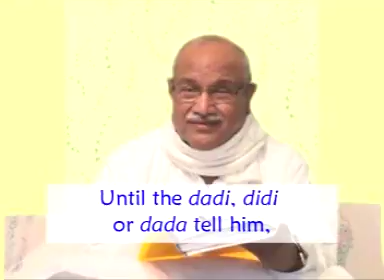 Until the dadi, didi
or dada tell him,